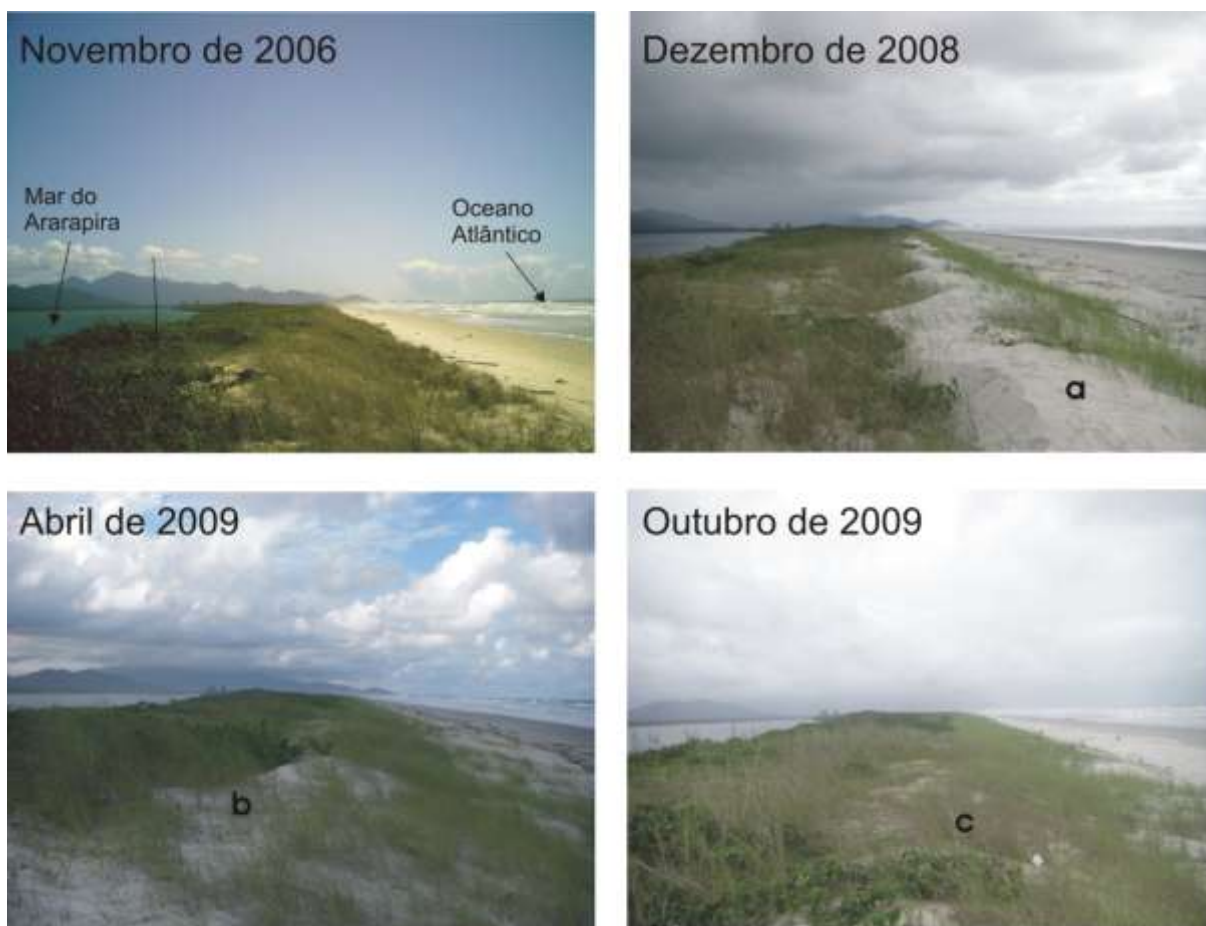 Novembro de 2006
Mar do
Ararapira
Oceano
Atlântico
Dezembro de 2008
a
Abril de 2009
b
Outubro de 2009
c